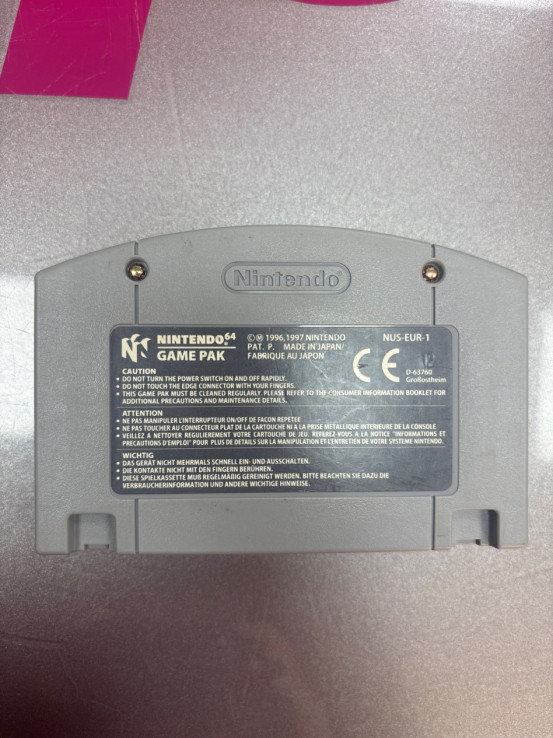 Nintendo
NINTENDO64
GAME PAK
©Ⓜ 1996,1997 NINTENDO
PAT. P. MADE IN JAPAN/
FABRIQUE AU JAPON
NUS-EUR-1
CE
D-63760
Großostheim
CAUTION
• DO NOT TURN THE POWER SWITCH ON AND OFF RAPIDLY.
• DO NOT TOUCH THE EDGE CONNECTOR WITH YOUR FINGERS.
• THIS GAME PAK MUST BE CLEANED REGULARLY. PLEASE REFER TO THE CONSUMER INFORMATION BOOKLET FOR
ADDITIONAL PRECAUTIONS AND MAINTENANCE DETAILS.
ATTENTION
• NE PAS MANIPULER L'INTERRUPTEUR ON/OFF DE FACON REPETEE
• NE PAS TOUCHER AU CONNECTEUR PLAT DE LA CARTOUCHE NI A LA PRISE METALLIQUE INTERIEURE DE LA CONSOLE
• VEILLEZ A NETTOYER REGULIEREMENT VOTRE CARTOUCHE DE JEU. REFEREZ-VOUS A LA NOTICE "INFORMATIONS ET
PRECAUTIONS D'EMPLOI" POUR PLUS DE DETAILS SUR LA MANIPULATION ET L'ENTRETIEN DE VOTRE SYSTEME NINTENDO.
WICHTIG
• DAS GERÄT NICHT MEHRMALS SCHNELL EIN- UND AUSSCHALTEN.
• DIE KONTAKTE NICHT MIT DEN FINGERN BERÜHREN.
• DIESE SPIELKASSETTE MUß REGELMÄßIG GEREINIGT WERDEN. BITTE BEACHTEN SIE DAZU DIE
VERBRAUCHERINFORMATION UND ANDERE WICHTIGE HINWEISE.